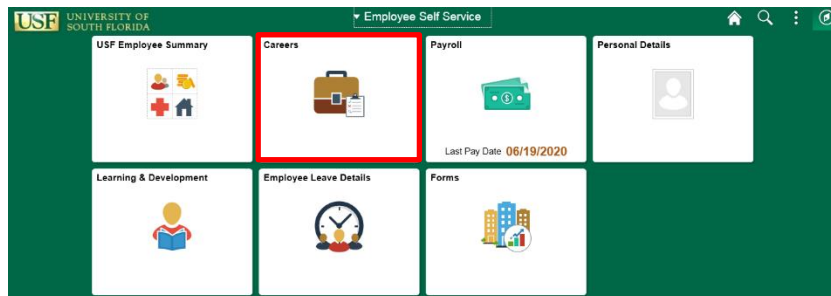 USF UNIVERSITY OF
SOUTH FLORIDA
Employee Self Service
USF Employee Summary
Careers
Payroll
Last Pay Date 06/19/2020
Personal Details
Learning & Development
Employee Leave Details
Forms